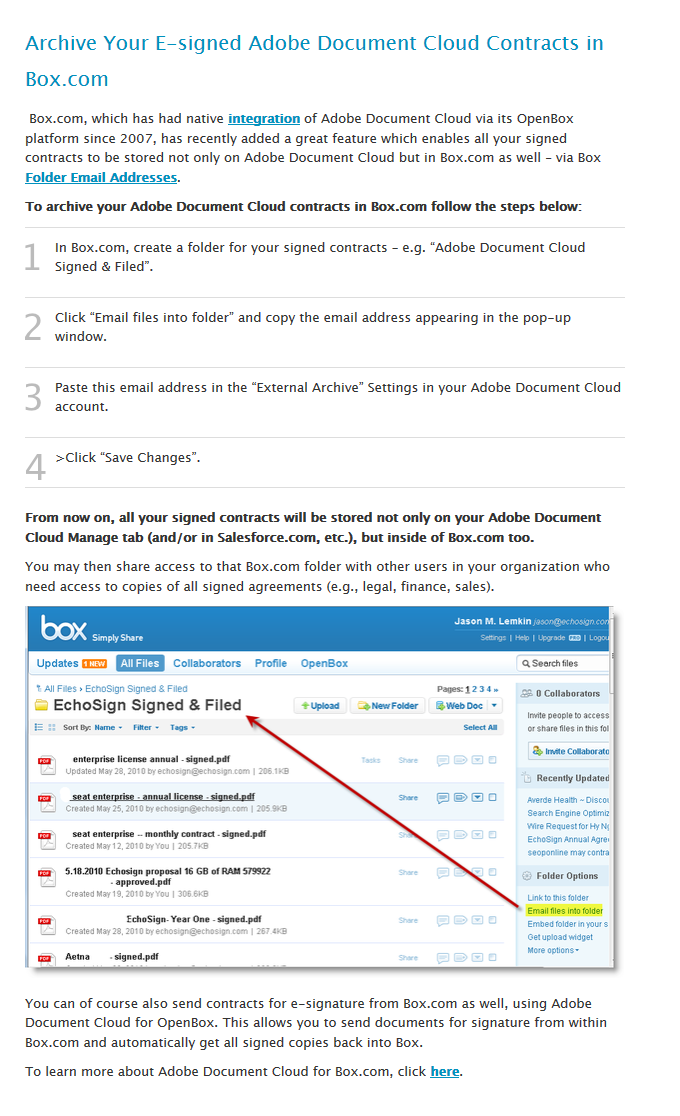 Archive Your E-signed Adobe Document Cloud Contracts in
Box.com
Box.com, which has had native integration of Adobe Document Cloud via its OpenBox
platform since 2007, has recently added a great feature which enables all your signed
contracts to be stored not only on Adobe Document Cloud but in Box.com as well – via Box
Folder Email Addresses.
To archive your Adobe Document Cloud contracts in Box.com follow the steps below:
1 In Box.com, create a folder for your signed contracts – e.g. “Adobe Document Cloud
Signed & Filed”.
2 Click “Email files into folder” and copy the email address appearing in the pop-up
window.
3 Paste this email address in the “External Archive” Settings in your Adobe Document Cloud
account.
4 >Click “Save Changes”.
From now on, all your signed contracts will be stored not only on your Adobe Document
Cloud Manage tab (and/or in Salesforce.com, etc.), but inside of Box.com too.
You may then share access to that Box.com folder with other users in your organization who
need access to copies of all signed agreements (e.g., legal, finance, sales).
box Simply Share
Jason M. Lemkin jason@echosign.com
Settings | Help | Upgrade PRO | Logou
Updates 1 NEW All Files Collaborators Profile OpenBox
Search files
All Files › EchoSign Signed & Filed
Pages: 1 2 3 4 »
EchoSign Signed & Filed
Upload New Folder Web Doc
Sort By: Name Filter Tags Select All
enterprise license annual - signed.pdf
Updated May 28, 2010 by echosign@echosign.com | 286.1KB
Tasks Share
seat enterprise - annual license - signed.pdf
Created May 25, 2010 by echosign@echosign.com | 205.9KB
Share
seat enterprise -- monthly contract - signed.pdf
Created May 12, 2010 by You | 205.7KB
Share
5.18.2010 Echosign proposal 16 GB of RAM 579922
- approved.pdf
Created May 19, 2010 by You | 306.6KB
Share
EchoSign- Year One - signed.pdf
Created May 28, 2010 by echosign@echosign.com | 267.4KB
Share
Aetna - signed.pdf
Share
0 Collaborators
Invite people to access
or share files in this fol
Invite Collaborato
Recently Updated
Averde Health ~ Discou
Search Engine Optimiz
Wire Request for Hy Ng
EchoSign Annual Agre
seoponline may contra
Folder Options
Link to this folder
Email files into folder
Embed folder in your s
Get upload widget
More options
You can of course also send contracts for e-signature from Box.com as well, using Adobe
Document Cloud for OpenBox. This allows you to send documents for signature from within
Box.com and automatically get all signed copies back into Box.
To learn more about Adobe Document Cloud for Box.com, click here.